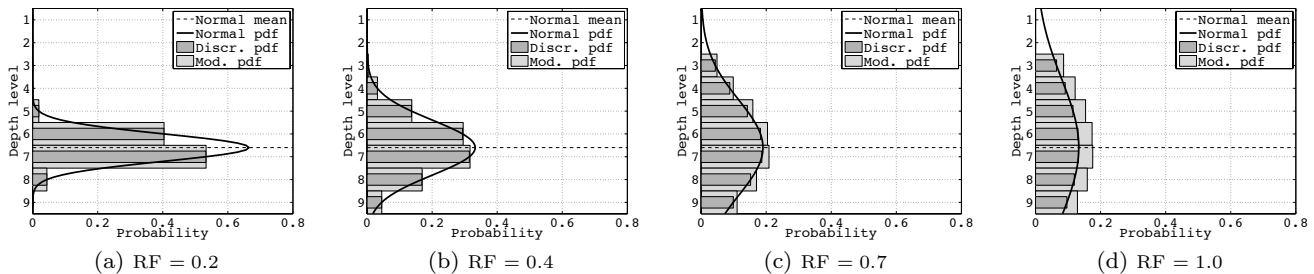 1
2
3
4
5
6
7
8
9
Depth level
0
0.2
0.4
0.6
0.8
Probability
Normal mean
Normal pdf
Discr. pdf
Mod. pdf
(a) RF = 0.2
1
2
3
4
5
6
7
8
9
Depth level
0
0.2
0.4
0.6
0.8
Probability
Normal mean
Normal pdf
Discr. pdf
Mod. pdf
(b) RF = 0.4
1
2
3
4
5
6
7
8
9
Depth level
0
0.2
0.4
0.6
0.8
Probability
Normal mean
Normal pdf
Discr. pdf
Mod. pdf
(c) RF = 0.7
1
2
3
4
5
6
7
8
9
Depth level
0
0.2
0.4
0.6
0.8
Probability
Normal mean
Normal pdf
Discr. pdf
Mod. pdf
(d) RF = 1.0